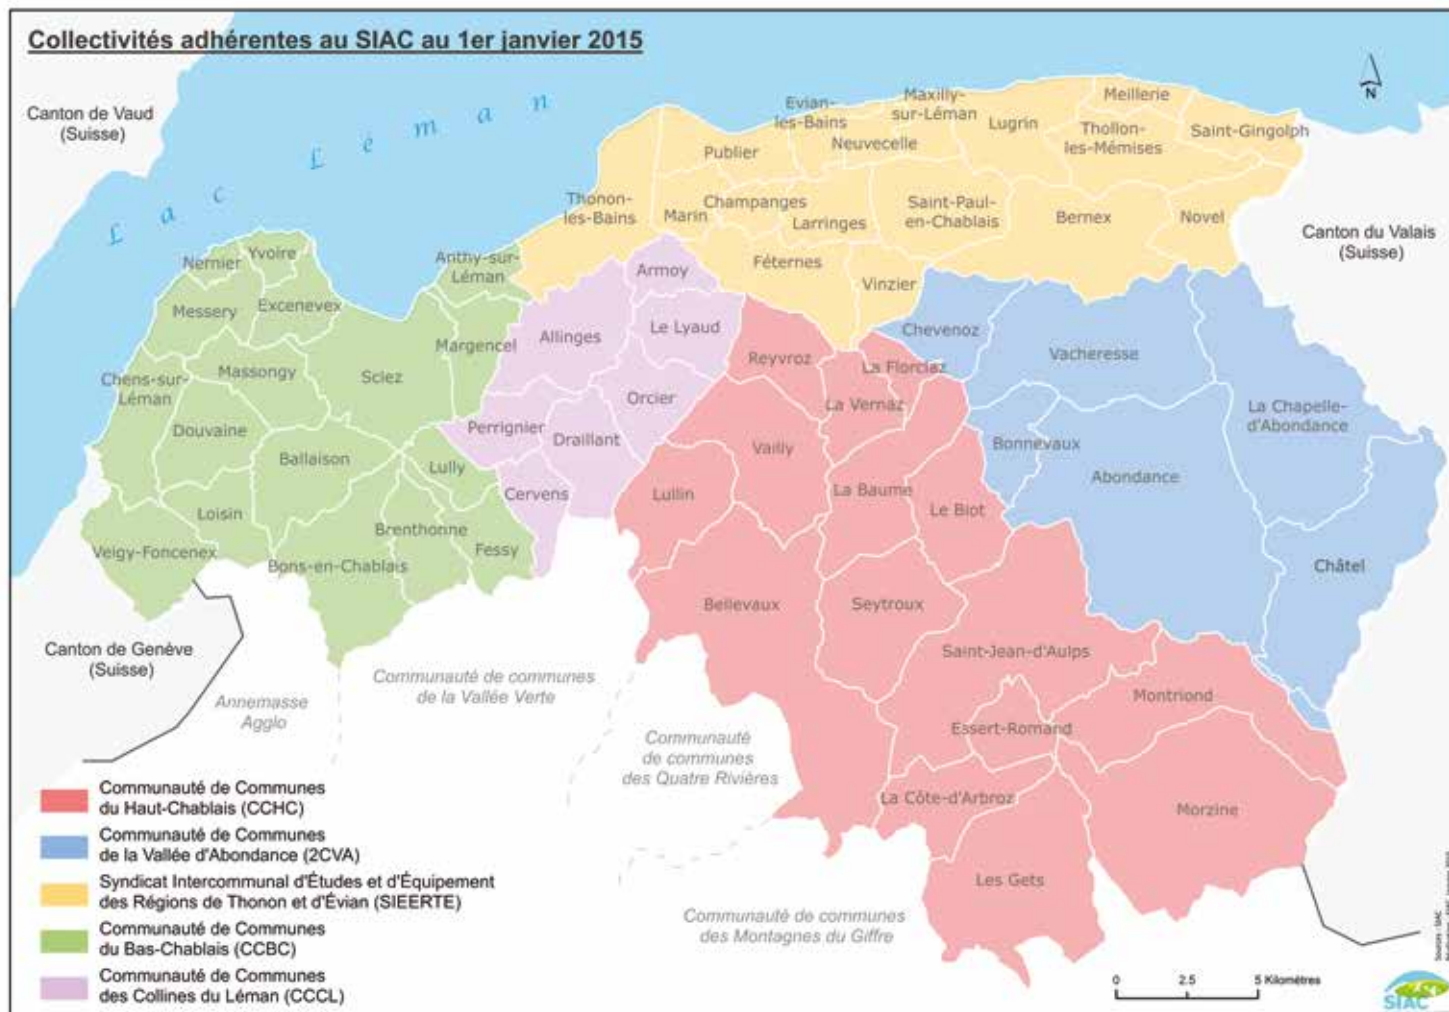 Collectivités adhérentes au SIAC au 1er janvier 2015
Canton de Vaud
(Suisse)
Lac Léman
N
Canton du Valais
(Suisse)
Evian-
les-Bains
Maxilly-
sur-Léman
Meillerie
Lugrin
Thollon-
les-Mémises
Saint-Gingolph
Publier
Neuvecelle
Thonon-
les-Bains
Marin
Champanges
Larringes
Saint-Paul-
en-Chablais
Bernex
Novel
Féternes
Vinzier
Nernier
Yvoire
Anthy-sur-
Léman
Messery
Excenevex
Armoy
Allinges
Le Lyaud
Margencel
Chens-sur-
Léman
Massongy
Sciez
Orcier
Douvaine
Ballaison
Perrignier
Draillant
Lully
Cervens
Loisin
Brenthonne
Fessy
Veigy-Foncenex
Bons-en-Chablais
Chevenoz
Vacheresse
Reyvroz
La Forclaz
La Vernaz
La Chapelle-
d'Abondance
Vailly
Bonnevaux
Abondance
Lullin
La Baume
Le Biot
Châtel
Bellevaux
Seytroux
Saint-Jean-d'Aulps
Montriond
Essert-Romand
La Côte-d'Arbroz
Morzine
Les Gets
Canton de Genève
(Suisse)
Annemasse
Agglo
Communauté de communes
de la Vallée Verte
Communauté
de communes
des Quatre Rivières
Communauté de communes
des Montagnes du Giffre
Communauté de Communes
du Haut-Chablais (CCHC)
Communauté de Communes
de la Vallée d'Abondance (2CVA)
Syndicat Intercommunal d'Études et d'Équipement
des Régions de Thonon et d'Évian (SIEERTE)
Communauté de Communes
du Bas-Chablais (CCBC)
Communauté de Communes
des Collines du Léman (CCCL)
0 2.5 5 Kilomètres
Sources : SIAC
SIAC